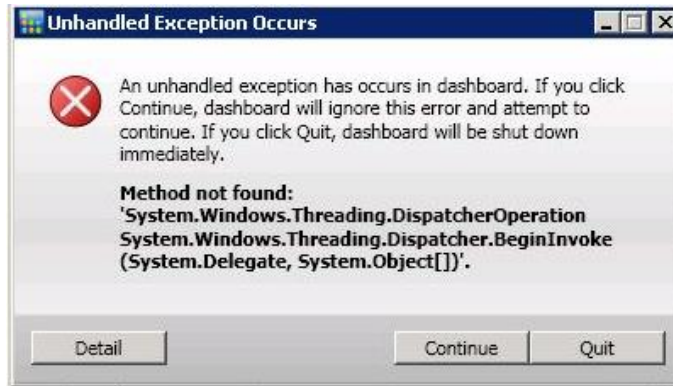 Unhandled Exception Occurs
An unhandled exception has occurs in dashboard. If you click
Continue, dashboard will ignore this error and attempt to
continue. If you click Quit, dashboard will be shut down
immediately.
Method not found:
'System.Windows.Threading.DispatcherOperation
System.Windows.Threading.Dispatcher.BeginInvoke
(System.Delegate, System.Object[])'.
Detail
Continue
Quit